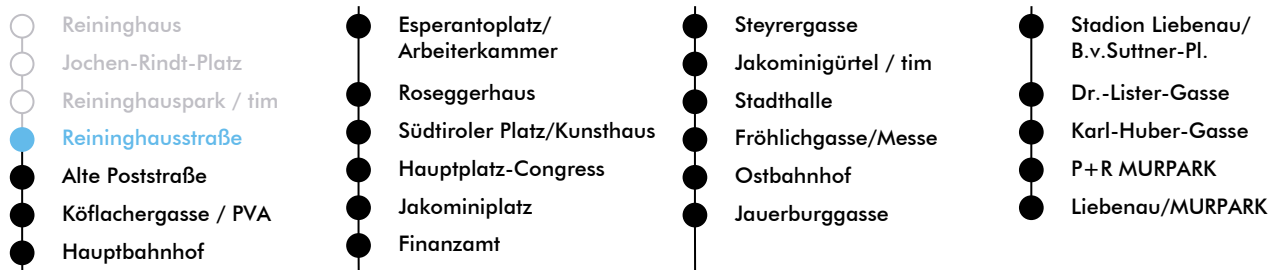 Reininghaus
Jochen-Rindt-Platz
Reininghauspark / tim
Reininghausstraße
Alte Poststraße
Köflachergasse / PVA
Hauptbahnhof
Esperantoplatz/
Arbeiterkammer
Roseggerhaus
Südtiroler Platz/Kunsthaus
Hauptplatz-Congress
Jakominiplatz
Finanzamt
Steyrergasse
Jakominigürtel / tim
Stadthalle
Fröhlichgasse/Messe
Ostbahnhof
Jauerburggasse
Stadion Liebenau/
B.v.Suttner-Pl.
Dr.-Lister-Gasse
Karl-Huber-Gasse
P+R MURPARK
Liebenau/MURPARK